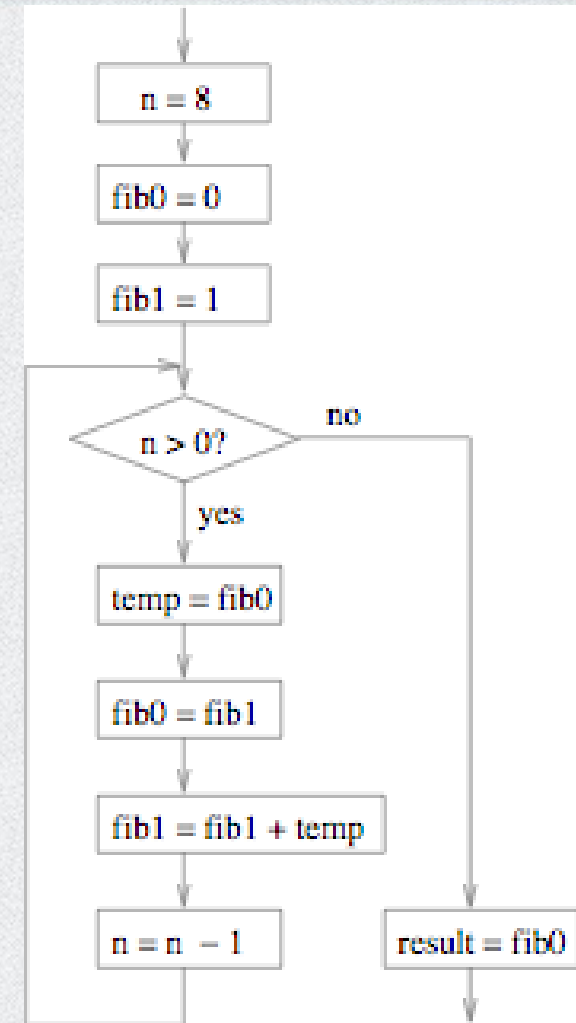 n = 8
fib0 = 0
fib1 = 1
n > 0?
no
yes
temp = fib0
fib0 = fib1
fib1 = fib1 + temp
n = n - 1
result = fib0